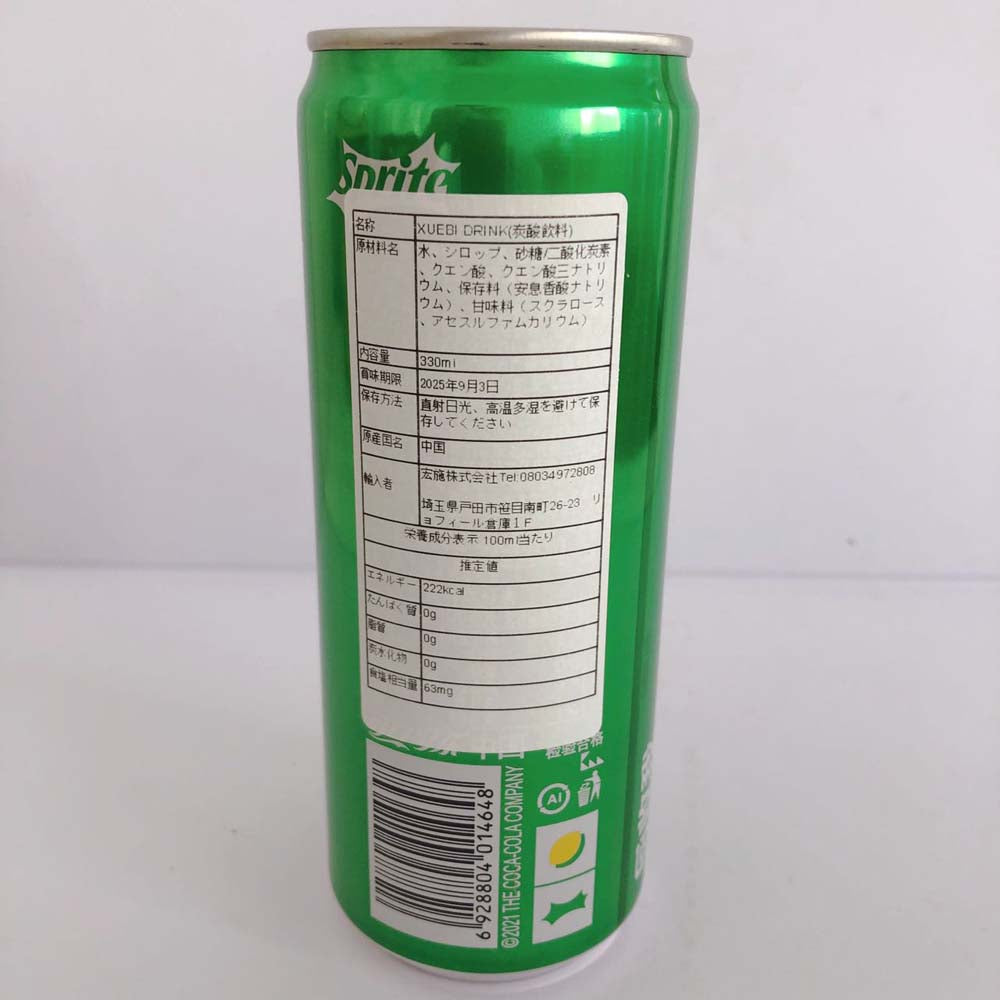 Sprite
名称 XUEBI DRINK(炭酸飲料)
原材料名 水、シロップ、砂糖/二酸化炭素
、クエン酸、クエン酸三ナトリ
ウム、保存料（安息香酸ナトリ
ウム）、甘味料（スクラロース
、アセスルファムカリウム）
内容量 330ml
賞味期限 2025年9月3日
保存方法 直射日光、高温多湿を避けて保
存してください
原産国名 中国
輸入者 宏施株式会社Tel:08034972808
埼玉県戸田市笹目南町26-23 リ
ョフィール倉庫1F
栄養成分表示 100ml当たり
推定値
エネルギー 222kcal
たんぱく質 0g
脂質 0g
炭水化物 0g
食塩相当量 63mg
检验合格
Al
6 928804 014648
©2021 THE COCA-COLA COMPANY